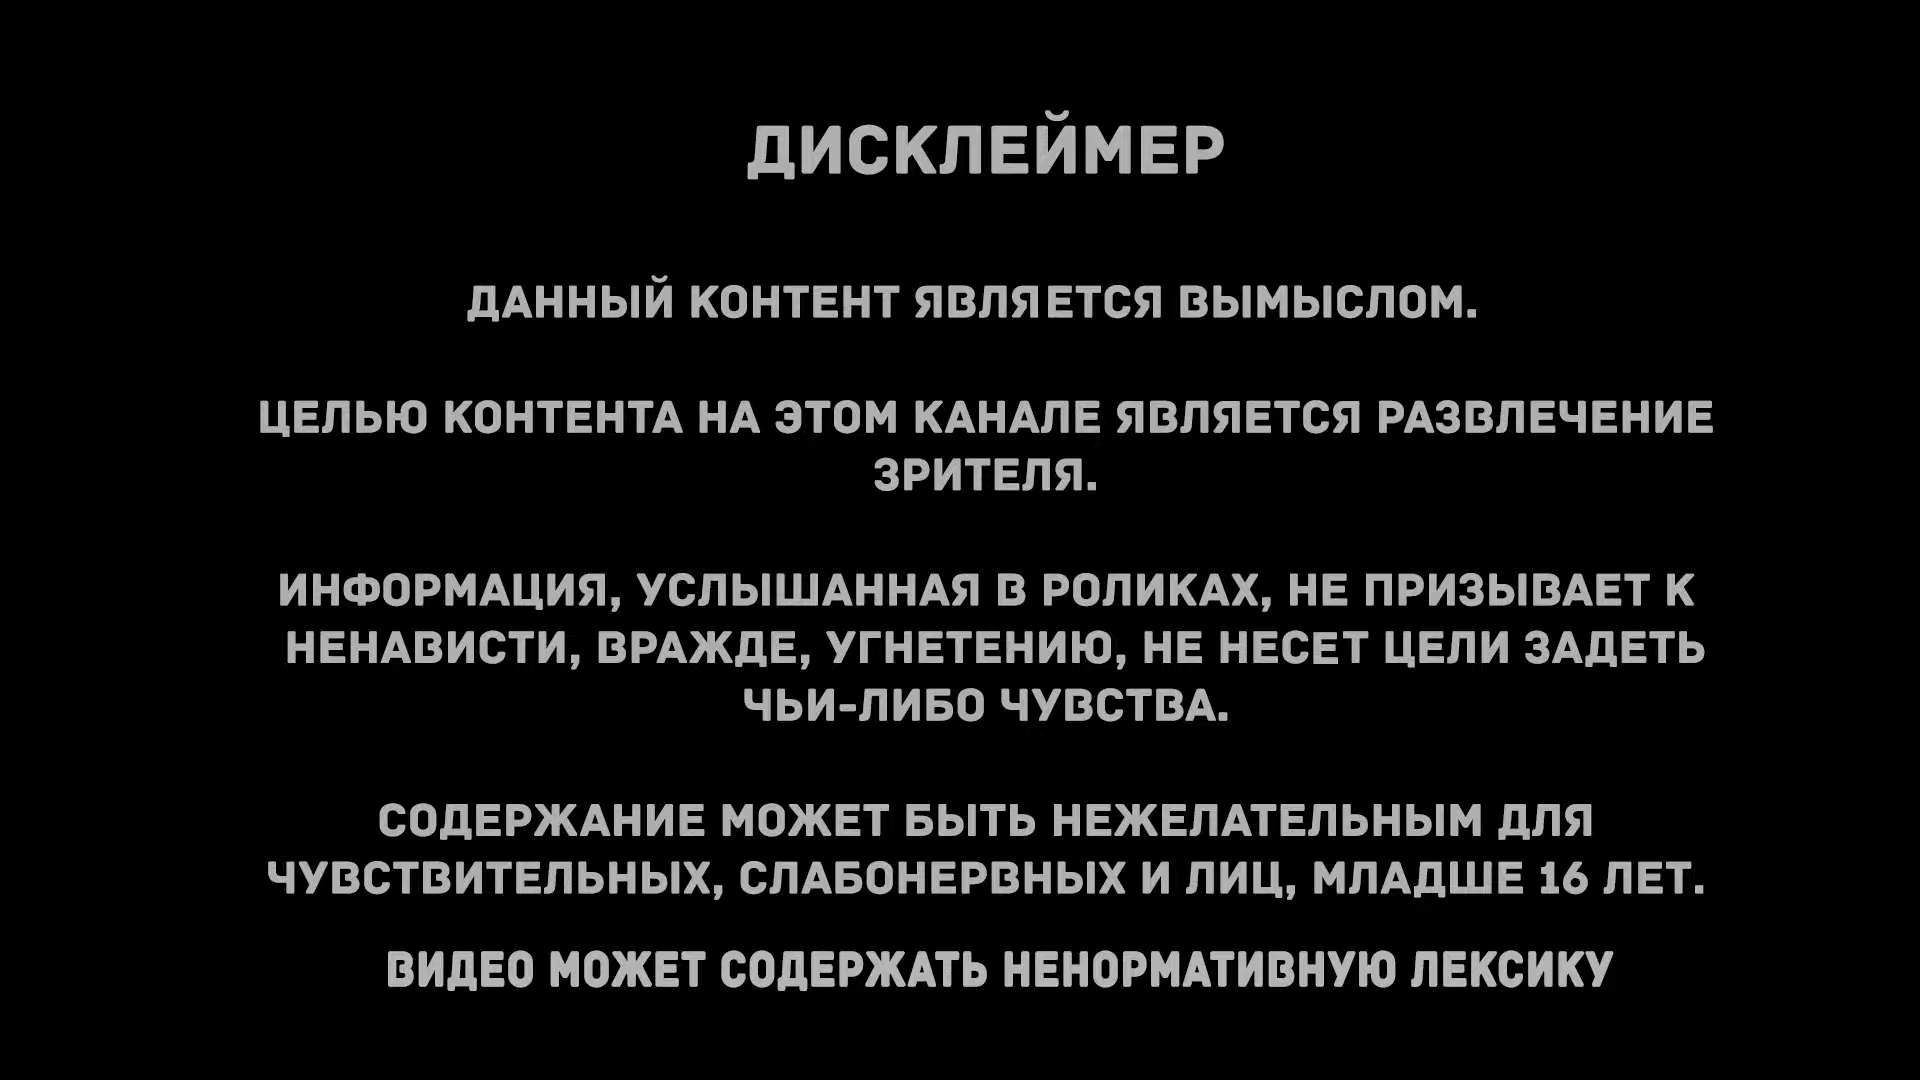 ДИСКЛЕЙМЕР
ДАННЫЙ КОНТЕНТ ЯВЛЯЕТСЯ ВЫМЫСЛОМ.
ЦЕЛЬЮ КОНТЕНТА НА ЭТОМ КАНАЛЕ ЯВЛЯЕТСЯ РАЗВЛЕЧЕНИЕ
ЗРИТЕЛЯ.
ИНФОРМАЦИЯ, УСЛЫШАННАЯ В РОЛИКАХ, НЕ ПРИЗЫВАЕТ К
НЕНАВИСТИ, ВРАЖДЕ, УГНЕТЕНИЮ, НЕ НЕСЕТ ЦЕЛИ ЗАДЕТЬ
ЧЬИ-ЛИБО ЧУВСТВА.
СОДЕРЖАНИЕ МОЖЕТ БЫТЬ НЕЖЕЛАТЕЛЬНЫМ ДЛЯ
ЧУВСТВИТЕЛЬНЫХ, СЛАБОНЕРВНЫХ И ЛИЦ, МЛАДШЕ 16 ЛЕТ.
ВИДЕО МОЖЕТ СОДЕРЖАТЬ НЕНОРМАТИВНУЮ ЛЕКСИКУ